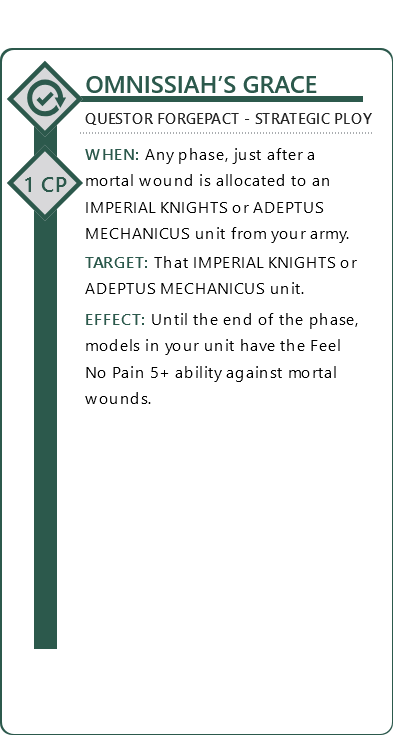 OMNISSIAH'S GRACE
QUESTOR FORGEPACT - STRATEGIC PLOY
1 CP
WHEN: Any phase, just after a
mortal wound is allocated to an
IMPERIAL KNIGHTS or ADEPTUS
MECHANICUS unit from your army.
TARGET: That IMPERIAL KNIGHTS or
ADEPTUS MECHANICUS unit.
EFFECT: Until the end of the phase,
models in your unit have the Feel
No Pain 5+ ability against mortal
wounds.